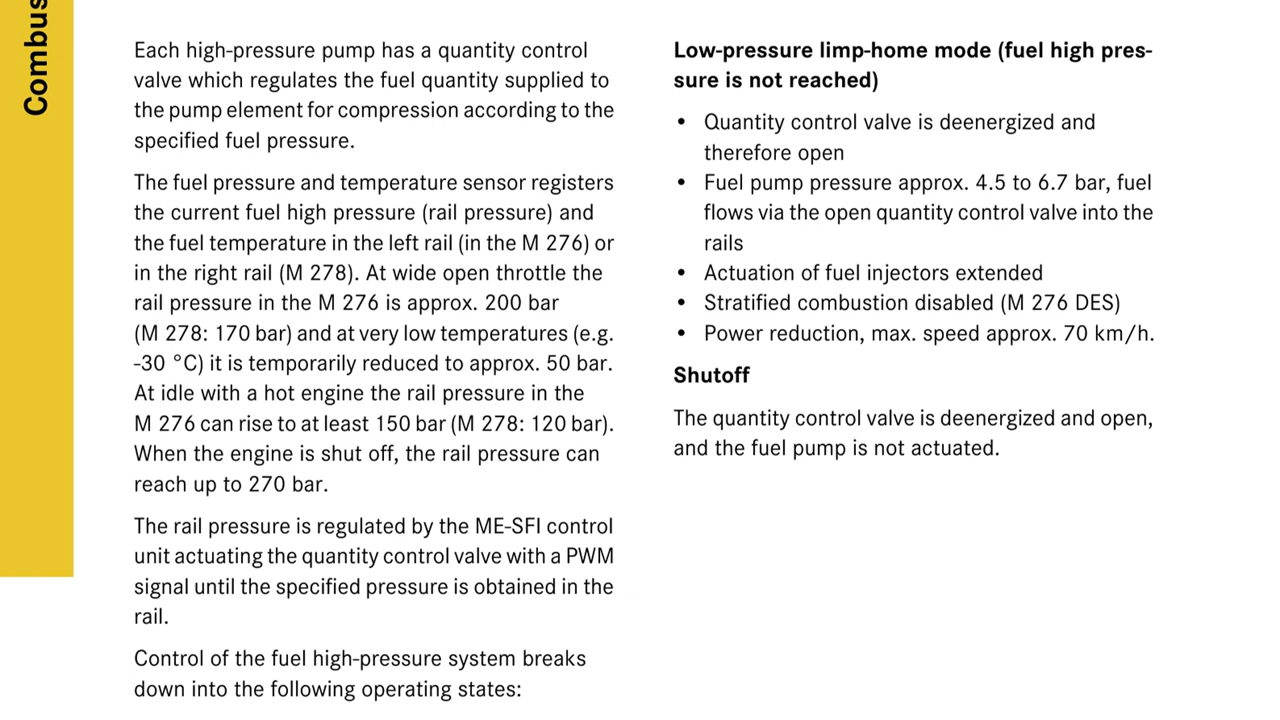 Combus
Each high-pressure pump has a quantity control
valve which regulates the fuel quantity supplied to
the pump element for compression according to the
specified fuel pressure.
The fuel pressure and temperature sensor registers
the current fuel high pressure (rail pressure) and
the fuel temperature in the left rail (in the M 276) or
in the right rail (M 278). At wide open throttle the
rail pressure in the M 276 is approx. 200 bar
(M 278: 170 bar) and at very low temperatures (e.g.
-30 °C) it is temporarily reduced to approx. 50 bar.
At idle with a hot engine the rail pressure in the
M 276 can rise to at least 150 bar (M 278: 120 bar).
When the engine is shut off, the rail pressure can
reach up to 270 bar.
The rail pressure is regulated by the ME-SFI control
unit actuating the quantity control valve with a PWM
signal until the specified pressure is obtained in the
rail.
Control of the fuel high-pressure system breaks
down into the following operating states:
Low-pressure limp-home mode (fuel high pres-
sure is not reached)
• Quantity control valve is deenergized and
therefore open
• Fuel pump pressure approx. 4.5 to 6.7 bar, fuel
flows via the open quantity control valve into the
rails
• Actuation of fuel injectors extended
• Stratified combustion disabled (M 276 DES)
• Power reduction, max. speed approx. 70 km/h.
Shutoff
The quantity control valve is deenergized and open,
and the fuel pump is not actuated.